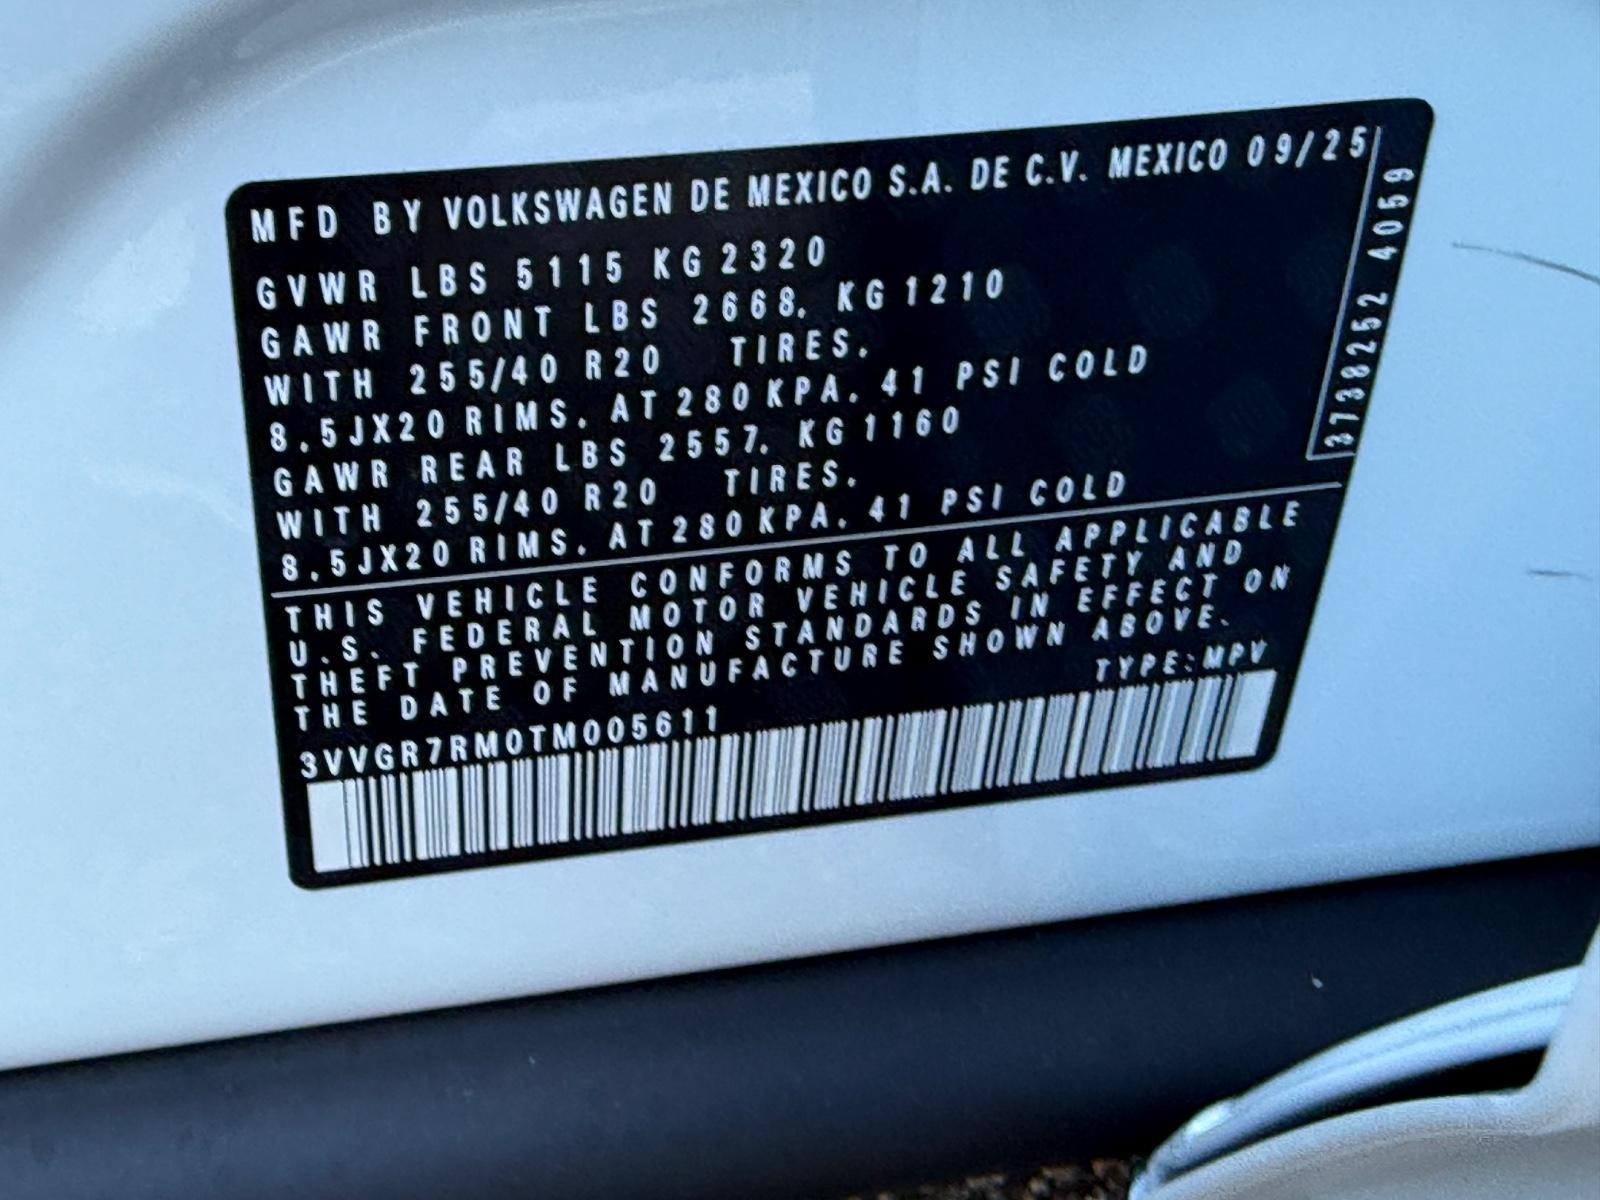 MFD BY VOLKSWAGEN DE MEXICO S.A. DE C.V. MEXICO 09/25
GVWR LBS 5115 KG 2320
GAWR FRONT LBS 2668. KG 1210
WITH 255/40 R20 TIRES.
8.5JX20 RIMS. AT 280 KPA. 41 PSI COLD
GAWR REAR LBS 2557. KG 1160
WITH 255/40 R20 TIRES.
8.5JX20 RIMS. AT 280 KPA. 41 PSI COLD
37382252 4059
THIS VEHICLE CONFORMS TO ALL APPLICABLE
U.S. FEDERAL MOTOR VEHICLE SAFETY AND
THEFT PREVENTION STANDARDS IN EFFECT ON
THE DATE OF MANUFACTURE SHOWN ABOVE.
TYPE:MPV
3VVGR7RM0TM005611